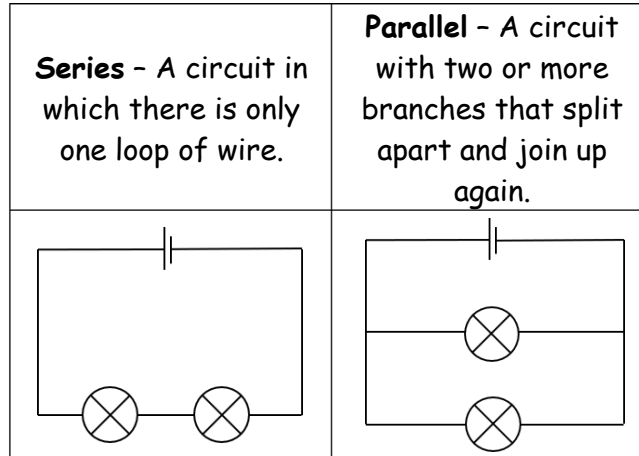 Series – A circuit in
which there is only
one loop of wire.
Parallel – A circuit
with two or more
branches that split
apart and join up
again.